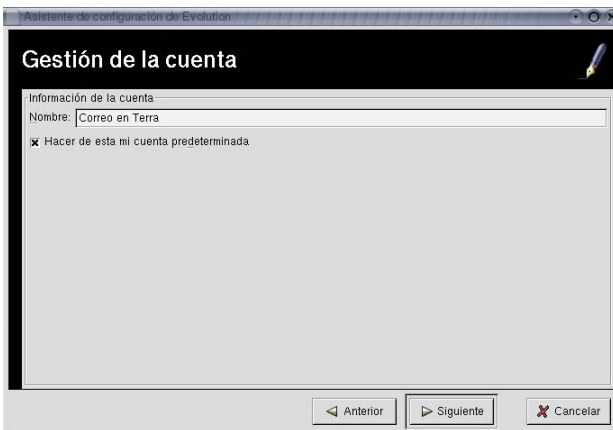 Asistente de configuración de Evolution
Gestión de la cuenta
Información de la cuenta
Nombre: Correo en Terra
Hacer de esta mi cuenta predeterminada
Anterior
Siguiente
Cancelar